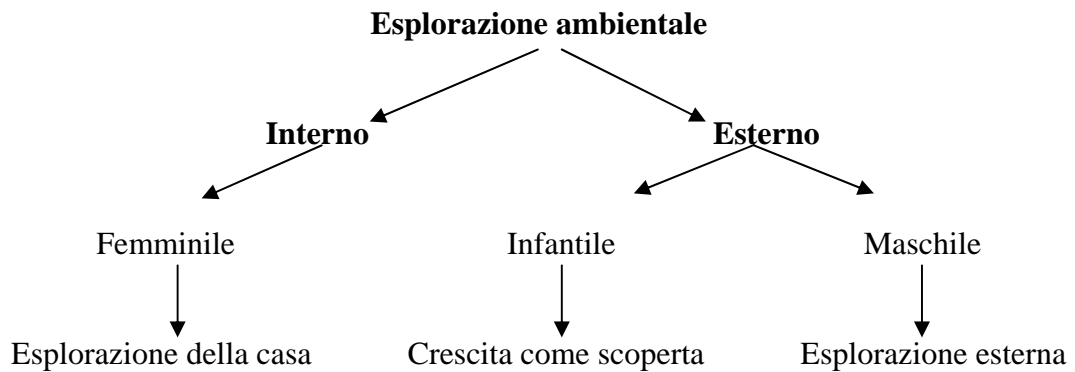 Esplorazione ambientale
Interno Esterno
Femminile Infantile Maschile
Esplorazione della casa Crescita come scoperta Esplorazione esterna